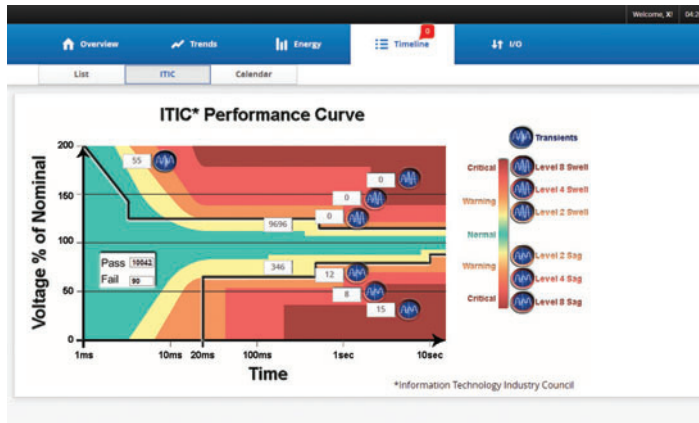 Welcome, X! 04:2
Overview
Trends
Energy
Timeline
0
I/O
List
ITIC
Calendar
ITIC* Performance Curve
Voltage % of Nominal
200
150
100
50
0
55
0
0
0
9696
346
12
8
15
Pass 10042
Fail 90
1ms
10ms
20ms
100ms
1sec
10sec
Time
*Information Technology Industry Council
Transients
Critical
Level 8 Swell
Level 4 Swell
Warning
Level 2 Swell
Normal
Level 2 Sag
Warning
Level 4 Sag
Critical
Level 8 Sag